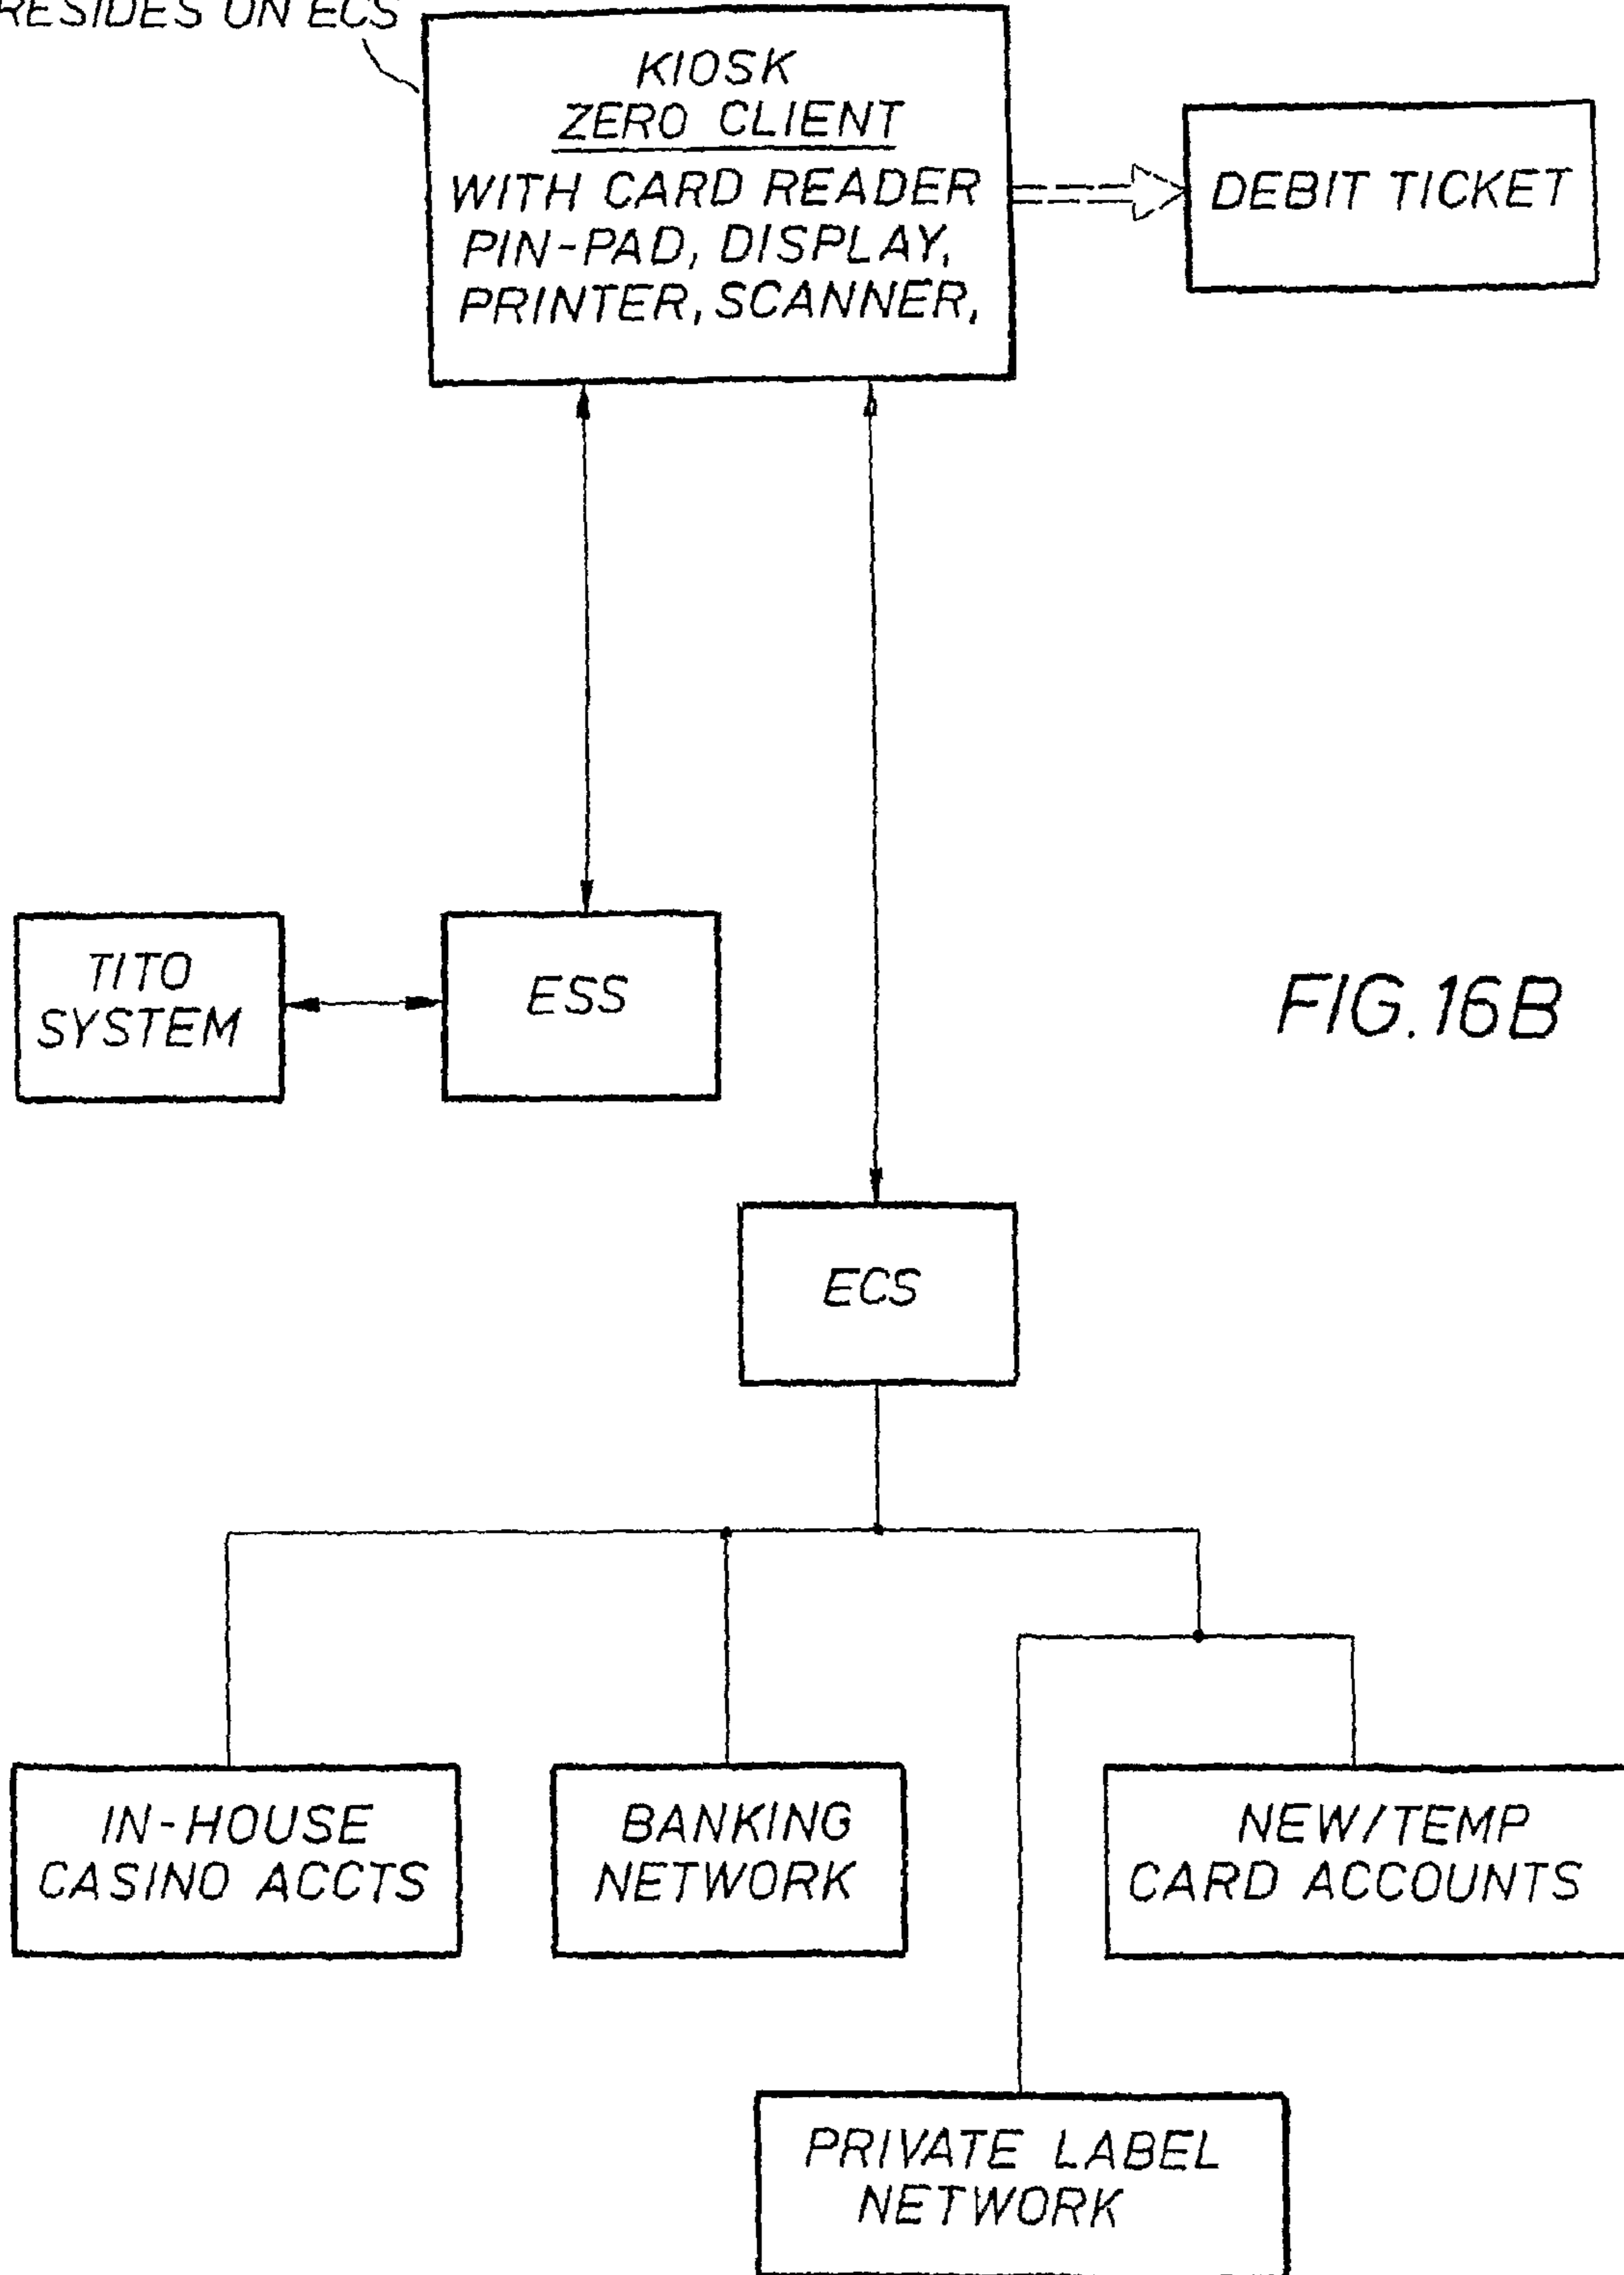 RESIDES ON ECS
KIOSK
ZERO CLIENT
WITH CARD READER
PIN-PAD, DISPLAY,
PRINTER, SCANNER,
DEBIT TICKET
TITO
SYSTEM
ESS
FIG. 16B
ECS
IN-HOUSE
CASINO ACCTS
BANKING
NETWORK
NEW/TEMP
CARD ACCOUNTS
PRIVATE LABEL
NETWORK